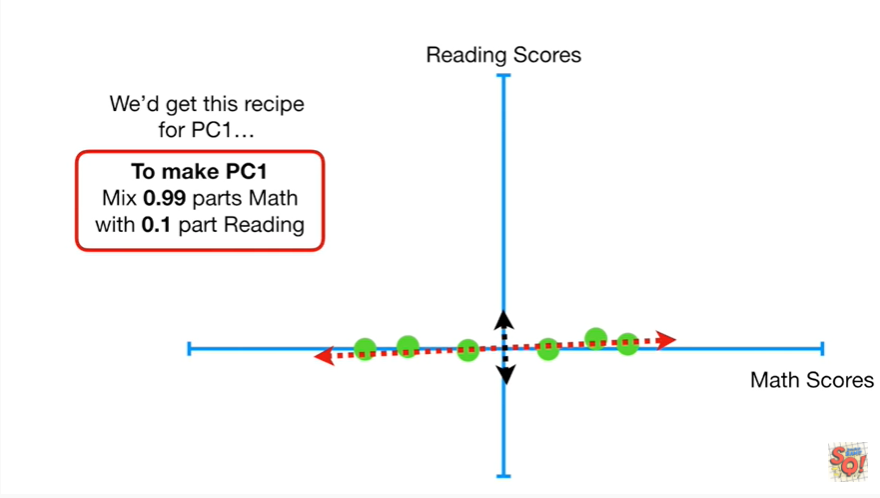 Reading Scores
We'd get this recipe
for PC1...
To make PC1
Mix 0.99 parts Math
with 0.1 part Reading
Math Scores
SQ!